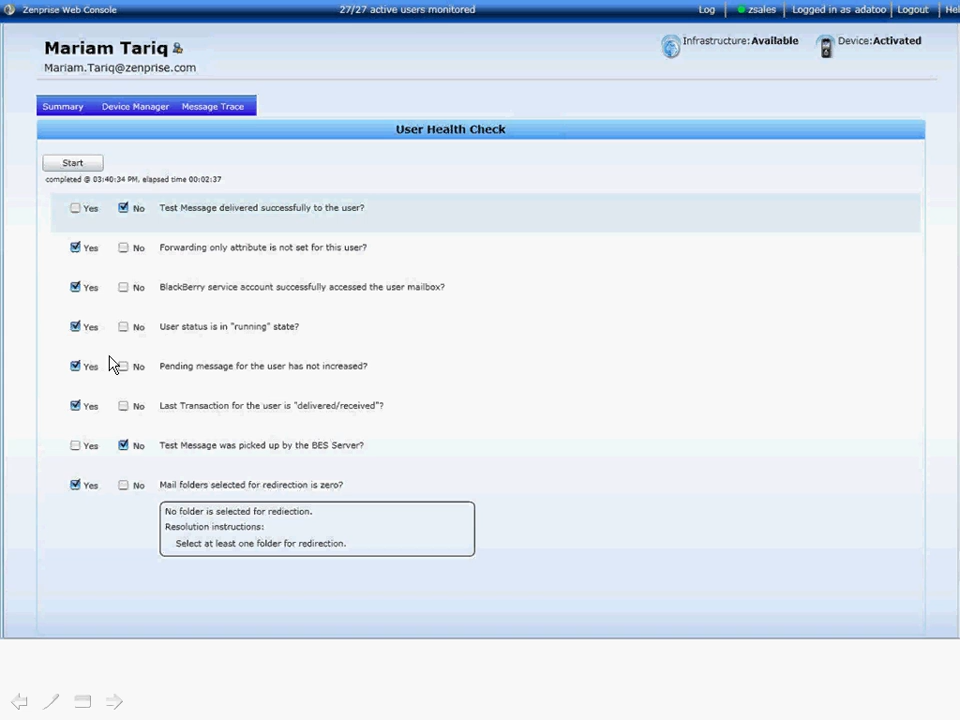 Zenprise Web Console
27/27 active users monitored
Log zsales Logged in as adatoo Logout Hel
Mariam Tariq
Mariam.Tariq@zenprise.com
Infrastructure:Available
Device:Activated
Summary Device Manager Message Trace
User Health Check
Start
completed @ 03:40:34 PM, elapsed time 00:02:37
Yes No Test Message delivered successfully to the user?
Yes No Forwarding only attribute is not set for this user?
Yes No BlackBerry service account successfully accessed the user mailbox?
Yes No User status is in "running" state?
Yes No Pending message for the user has not increased?
Yes No Last Transaction for the user is "delivered/received"?
Yes No Test Message was picked up by the BES Server?
Yes No Mail folders selected for redirection is zero?
No folder is selected for rediection.
Resolution instructions:
Select at least one folder for redirection.